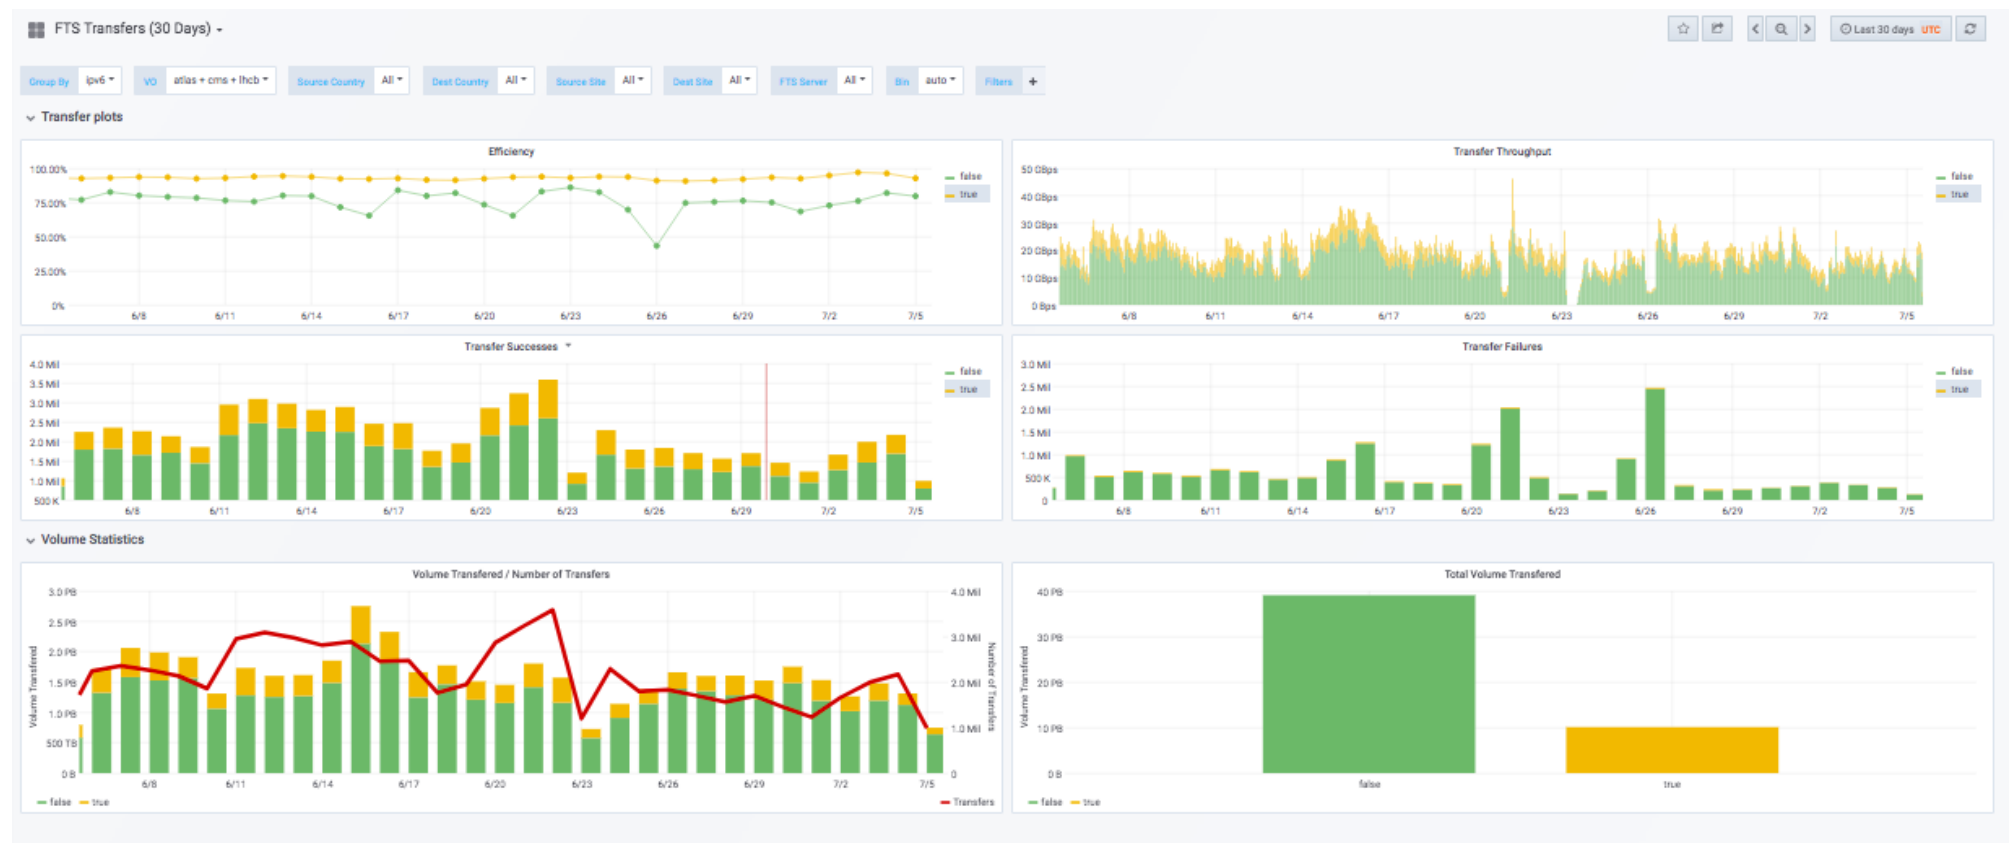 FTS Transfers (30 Days)
Last 30 days UTC
Group By ipv6 VO atlas + cms + lhcb Source Country All Dest Country All Source Site All Dest Site All FTS Server All Bin auto Filters +
Transfer plots
Efficiency
100.00%
75.00%
50.00%
25.00%
0%
6/8 6/11 6/14 6/17 6/20 6/23 6/26 6/29 7/2 7/5
false
true
Transfer Throughput
50 GBps
40 GBps
30 GBps
20 GBps
10 GBps
0 Bps
6/8 6/11 6/14 6/17 6/20 6/23 6/26 6/29 7/2 7/5
false
true
Transfer Successes
4.0 Mil
3.5 Mil
3.0 Mil
2.5 Mil
2.0 Mil
1.5 Mil
1.0 Mil
500 K
6/8 6/11 6/14 6/17 6/20 6/23 6/26 6/29 7/2 7/5
false
true
Transfer Failures
3.0 Mil
2.5 Mil
2.0 Mil
1.5 Mil
1.0 Mil
500 K
0
6/8 6/11 6/14 6/17 6/20 6/23 6/26 6/29 7/2 7/5
false
true
Volume Statistics
Volume Transfered / Number of Transfers
Volume Transfered
3.0 PB
2.5 PB
2.0 PB
1.5 PB
1.0 PB
500 TB
0 B
6/8 6/11 6/14 6/17 6/20 6/23 6/26 6/29 7/2 7/5
4.0 Mil
3.0 Mil
2.0 Mil
1.0 Mil
0
Number of Transfers
false true
Transfers
Total Volume Transfered
Volume Transfered
40 PB
30 PB
20 PB
10 PB
0 B
false true
false true